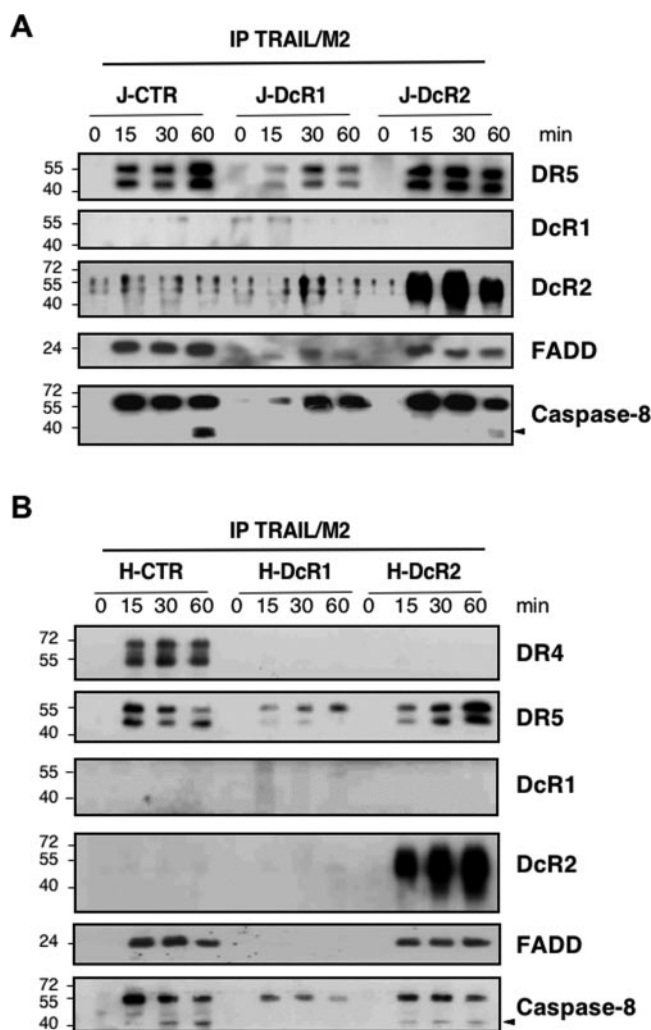 A
IP TRAIL/M2
J-CTR J-DcR1 J-DcR2
0 15 30 60 0 15 30 60 0 15 30 60 min
55
40
DR5
55
40
DcR1
72
55
40
DcR2
24
FADD
72
55
40
Caspase-8
B
IP TRAIL/M2
H-CTR H-DcR1 H-DcR2
0 15 30 60 0 15 30 60 0 15 30 60 min
72
55
DR4
55
40
DR5
55
40
DcR1
72
55
40
DcR2
24
FADD
72
55
40
Caspase-8